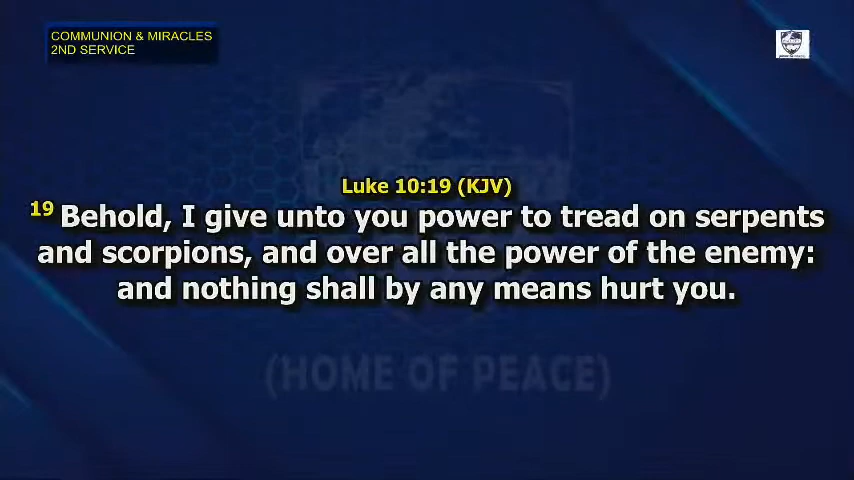 COMMUNION & MIRACLES
2ND SERVICE
Luke 10:19 (KJV)
19 Behold, I give unto you power to tread on serpents
and scorpions, and over all the power of the enemy:
and nothing shall by any means hurt you.
(HOME OF PEACE)